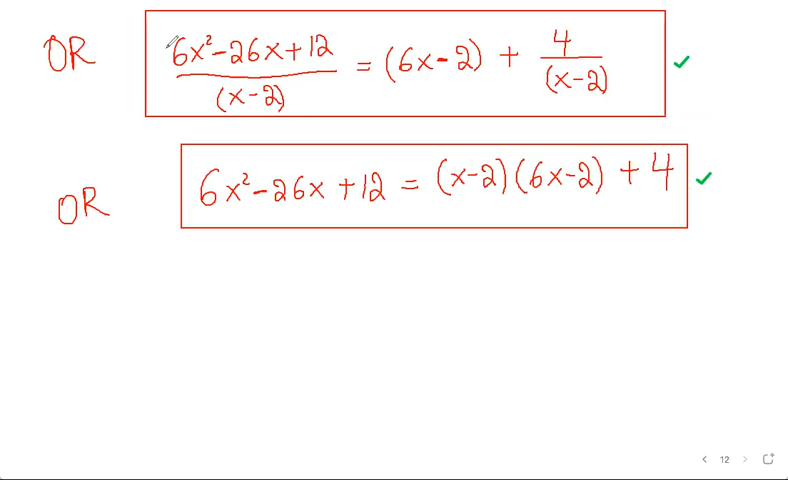 OR 6x²-26x+12/(x-2) = (6x-2) + 4/(x-2) ✓
OR 6x²-26x+12 = (x-2)(6x-2) + 4 ✓
< 12 >